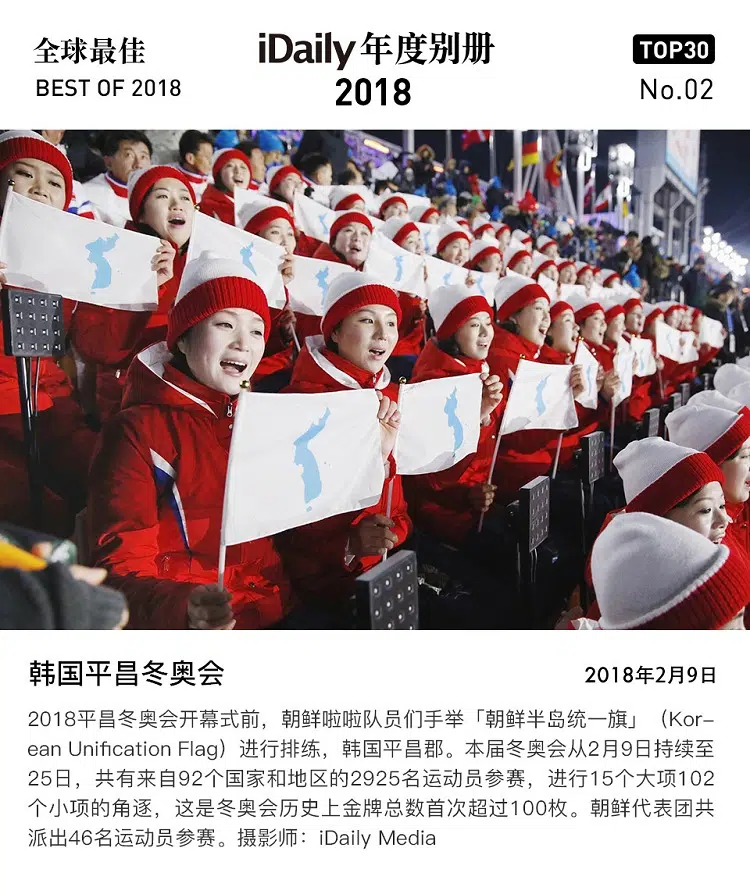 全球最佳
BEST OF 2018
iDaily 年度别册
2018
TOP30
No.02
韩国平昌冬奥会
2018年2月9日
2018平昌冬奥会开幕式前，朝鲜啦啦队员们手举「朝鲜半岛统一旗」（Kor-
ean Unification Flag）进行排练，韩国平昌郡。本届冬奥会从2月9日持续至
25日，共有来自92个国家和地区的2925名运动员参赛，进行15个大项102
个小项的角逐，这是冬奥会历史上金牌总数首次超过100枚。朝鲜代表团共
派出46名运动员参赛。摄影师：iDaily Media